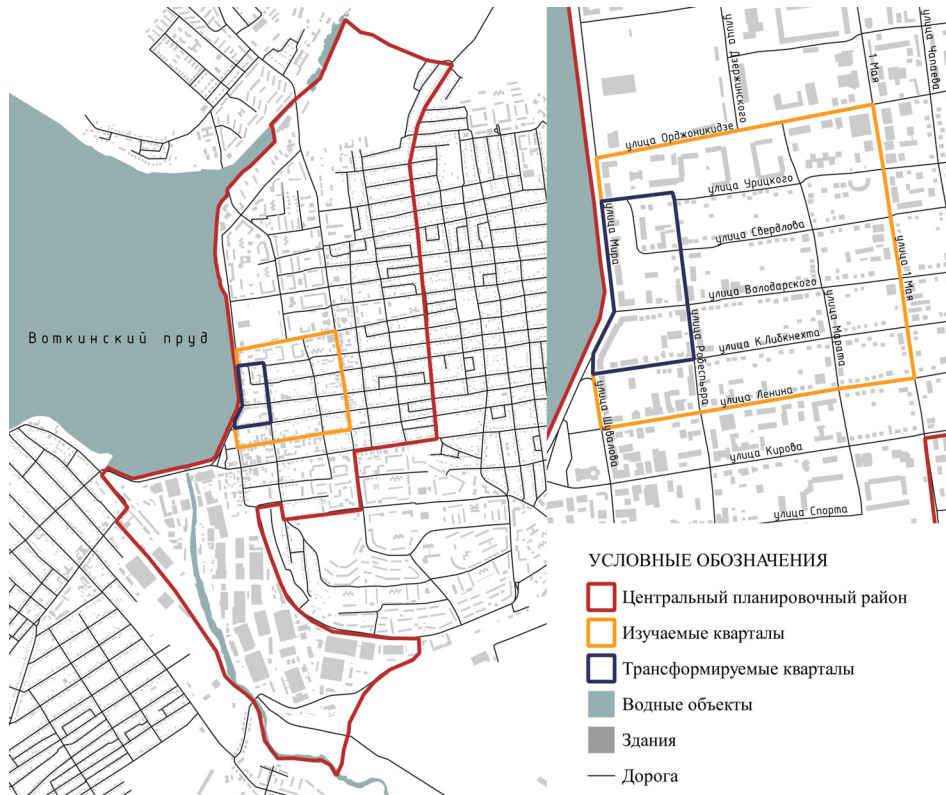 Воткинский пруд
улица Дзержинского
1 Мая
улица Чапаева
улица Орджоникидзе
улица Урицкого
улица Мира
улица Свердлова
улица Володарского
улица 1 Мая
улица К.Либкнехта
улица Робеспьера
улица Марата
улица Ленина
улица Шувалова
улица Кирова
улица Спорта
УСЛОВНЫЕ ОБОЗНАЧЕНИЯ
Центральный планировочный район
Изучаемые кварталы
Трансформируемые кварталы
Водные объекты
Здания
Дорога